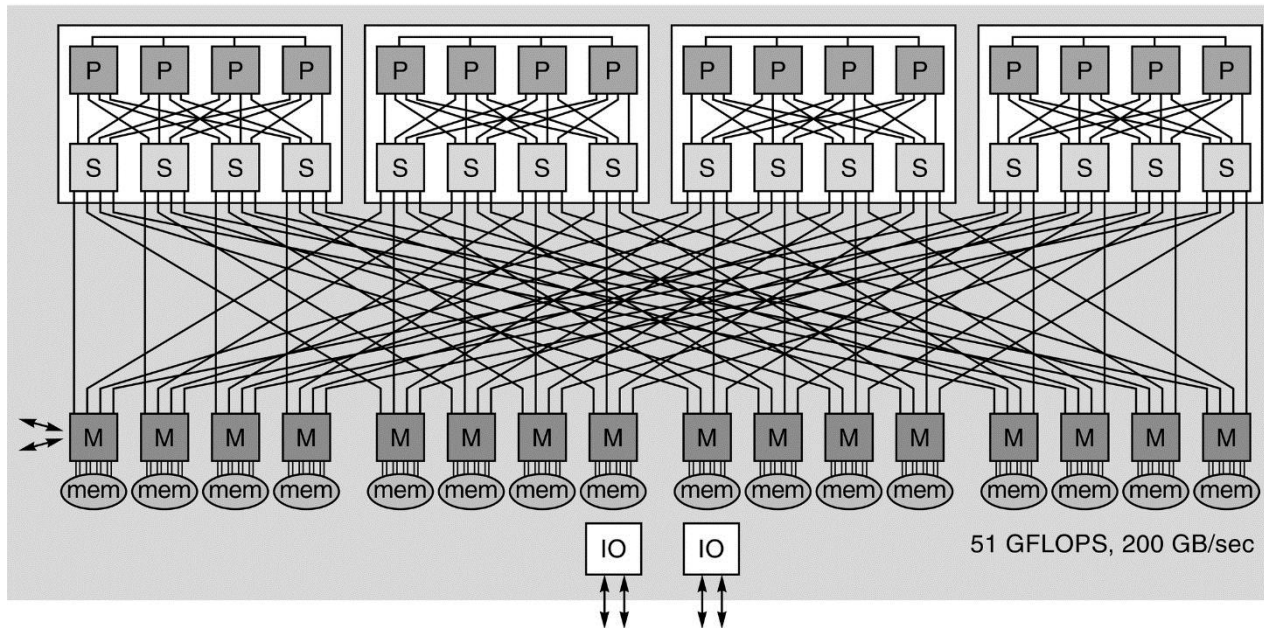 P P P P P P P P P P P P P P P P
S S S S S S S S S S S S S S S S
M M M M M M M M M M M M M M M M
mem mem mem mem mem mem mem mem mem mem mem mem mem mem mem mem
IO IO
51 GFLOPS, 200 GB/sec